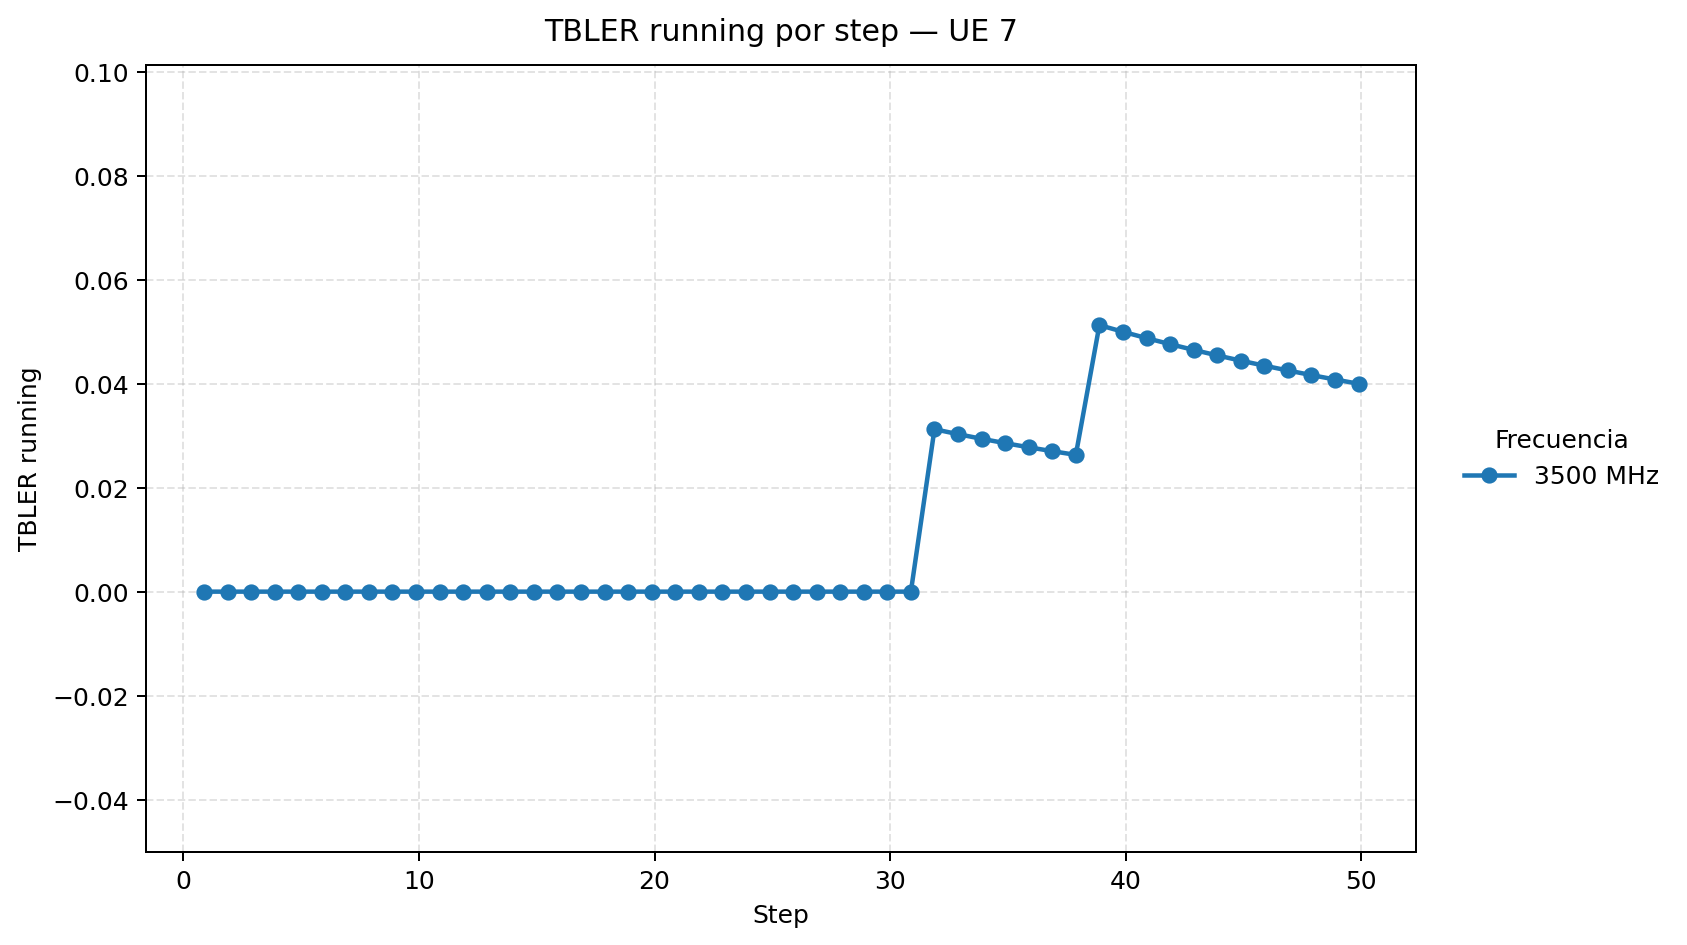 TBLER running por step — UE 7
0.10
0.08
0.06
0.04
0.02
0.00
−0.02
−0.04
TBLER running
0 10 20 30 40 50
Step
Frecuencia
3500 MHz